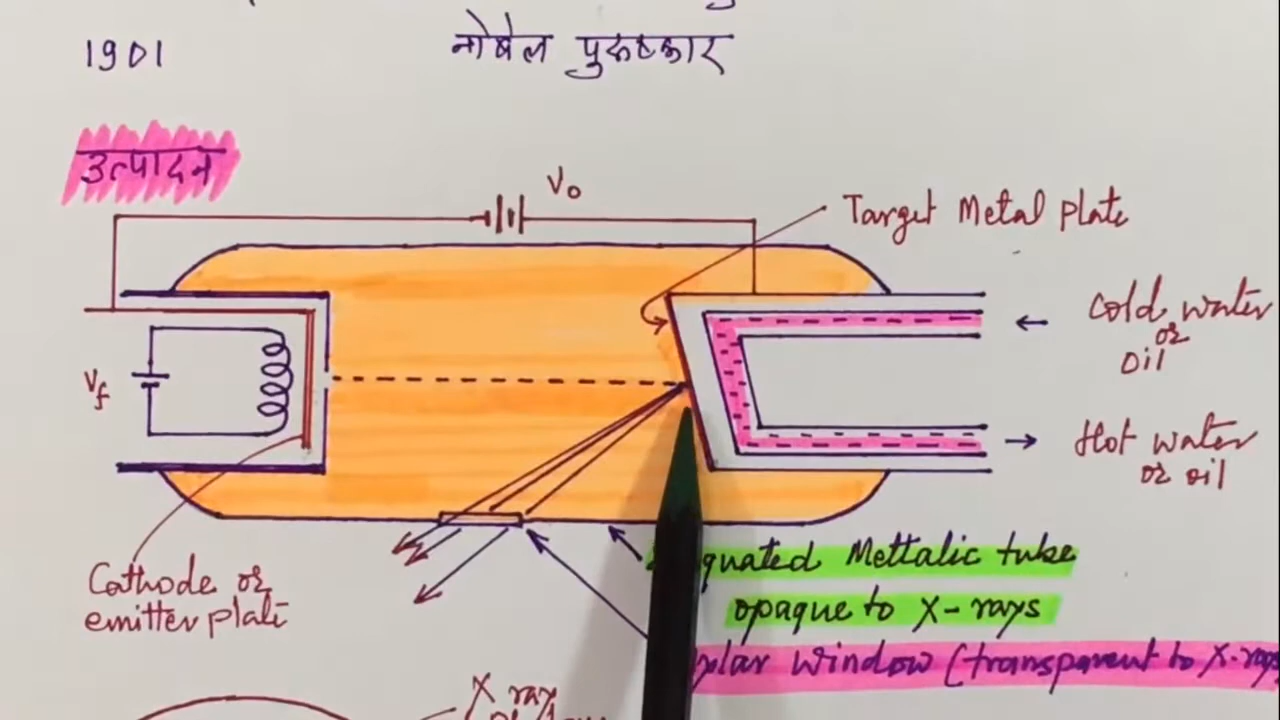 1901
नोबेल पुरुष्कार
उत्पादन
V₀
Target Metal plate
Cold water
or
oil
Vf
Hot water
or oil
Cathode or
emitter plate
Mettalic tube
opaque to X-rays
window (transparent to X-rays
X ray